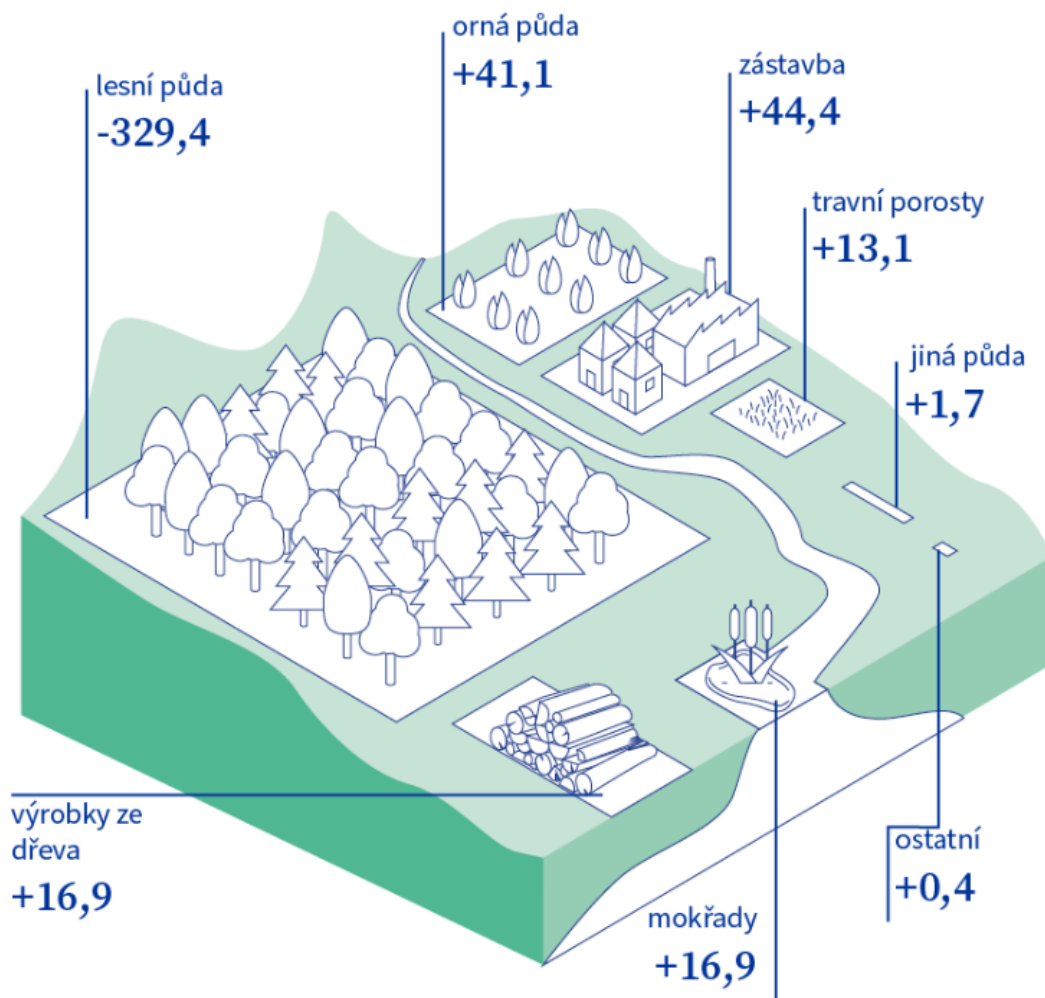 orná půda
+41,1
zástavba
+44,4
lesní půda
-329,4
travní porosty
+13,1
jiná půda
+1,7
výrobky ze
dřeva
+16,9
ostatní
+0,4
mokřady
+16,9